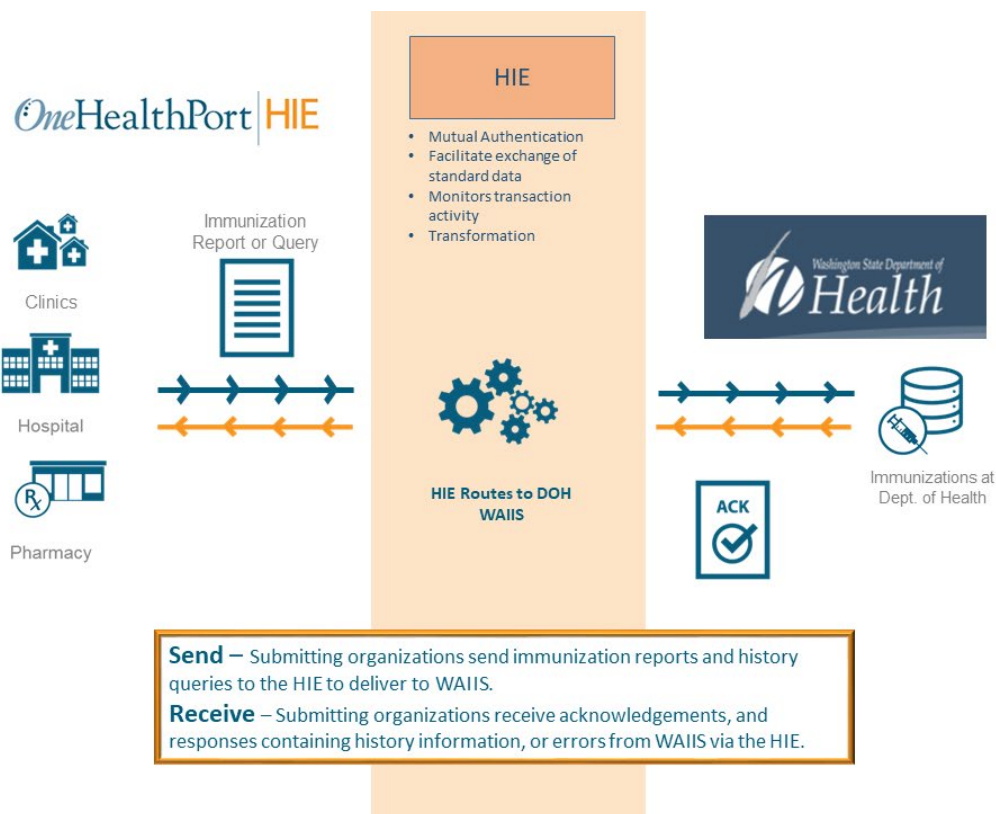 HIE
OneHealthPort HIE
• Mutual Authentication
• Facilitate exchange of
standard data
• Monitors transaction
activity
• Transformation
Immunization
Report or Query
Clinics
Hospital
Rx
Pharmacy
HIE Routes to DOH
WAIIS
Washington State Department of
Health
ACK
Immunizations at
Dept. of Health
Send – Submitting organizations send immunization reports and history
queries to the HIE to deliver to WAIIS.
Receive – Submitting organizations receive acknowledgements, and
responses containing history information, or errors from WAIIS via the HIE.